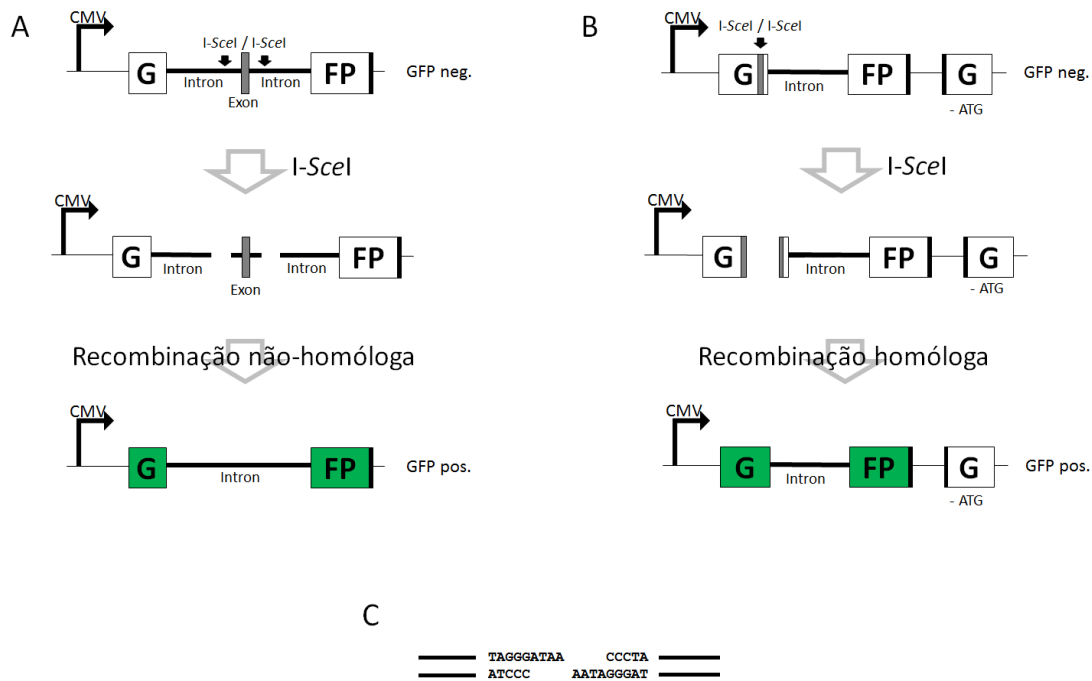 A
CMV
I-SceI / I-SceI
G
Intron
Intron
FP
GFP neg.
Exon
I-SceI
CMV
G
Intron
Exon
Intron
FP
Recombinação não-homóloga
CMV
G
Intron
FP
GFP pos.
B
CMV
I-SceI / I-SceI
G
Intron
FP
G
GFP neg.
- ATG
I-SceI
CMV
G
Intron
FP
G
- ATG
Recombinação homóloga
CMV
G
Intron
FP
G
GFP pos.
- ATG
C
TAGGGATAA CCCTA
ATCCC AATAGGGAT